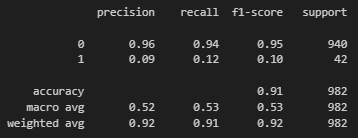 precision recall f1-score support
0 0.96 0.94 0.95 940
1 0.09 0.12 0.10 42
accuracy 0.91 982
macro avg 0.52 0.53 0.53 982
weighted avg 0.92 0.91 0.92 982